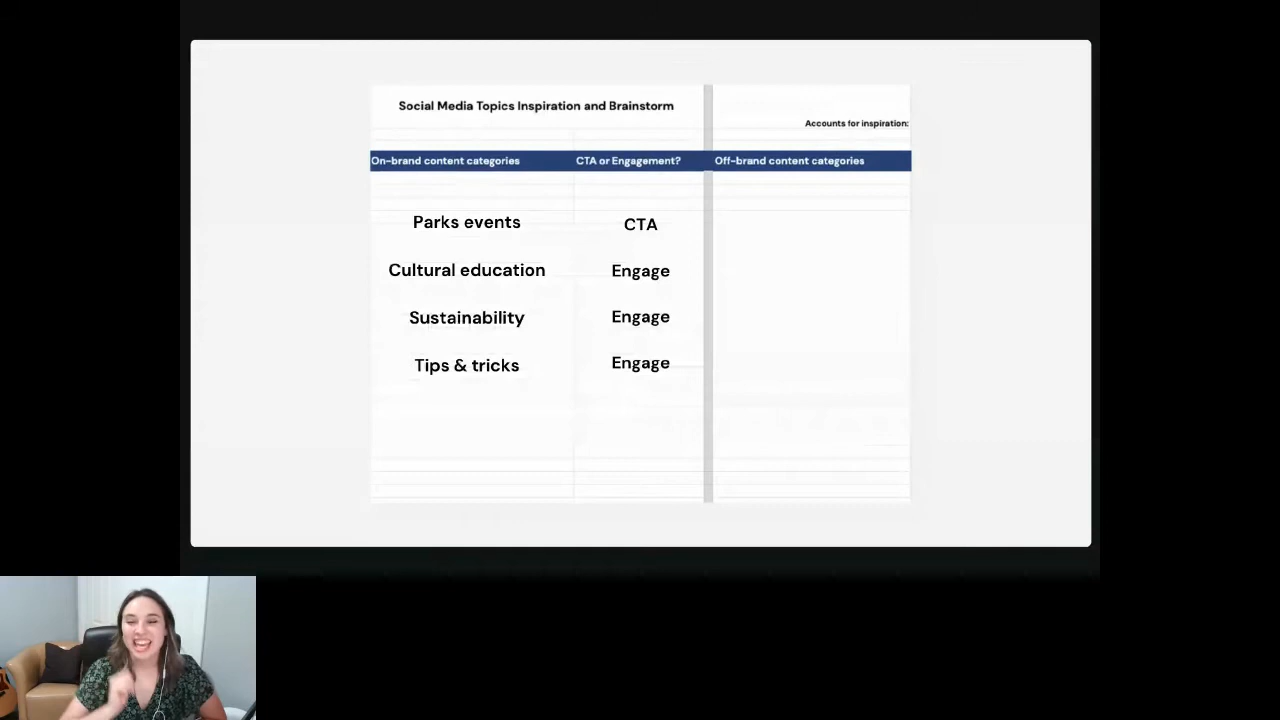 Social Media Topics Inspiration and Brainstorm
Accounts for inspiration:
On-brand content categories CTA or Engagement? Off-brand content categories
Parks events CTA
Cultural education Engage
Sustainability Engage
Tips & tricks Engage